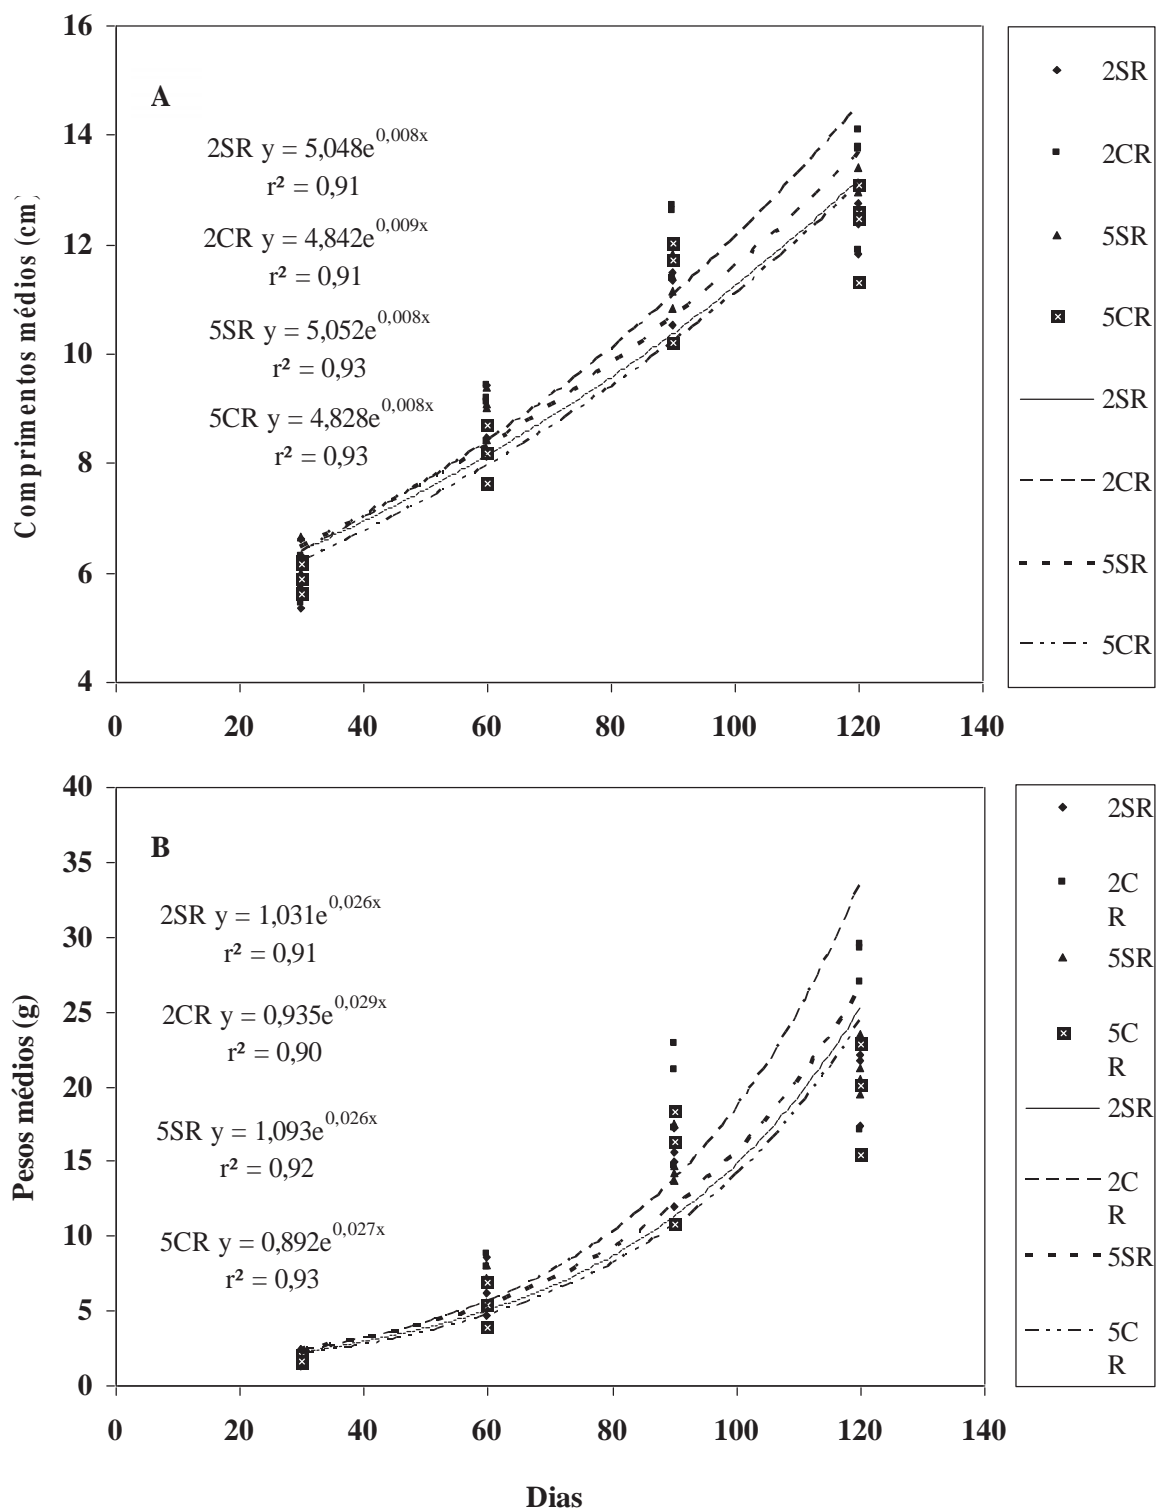 16
14
12
10
8
6
4
0 20 40 60 80 100 120 140
Comprimentos médios (cm)
A
2SR y = 5,048e^0,008x
r² = 0,91
2CR y = 4,842e^0,009x
r² = 0,91
5SR y = 5,052e^0,008x
r² = 0,93
5CR y = 4,828e^0,008x
r² = 0,93
2SR
2CR
5SR
5CR
2SR
2CR
5SR
5CR
40
35
30
25
20
15
10
5
0
0 20 40 60 80 100 120 140
Pesos médios (g)
B
2SR y = 1,031e^0,026x
r² = 0,91
2CR y = 0,935e^0,029x
r² = 0,90
5SR y = 1,093e^0,026x
r² = 0,92
5CR y = 0,892e^0,027x
r² = 0,93
2SR
2C
R
5SR
5C
R
2SR
2C
R
5SR
5C
R
Dias